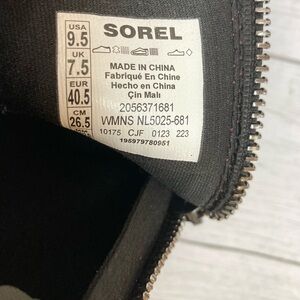 USA
9.5
UK
7.5
EUR
40.5
CM
26.5
SOREL
MADE IN CHINA
Fabriqué En Chine
Hecho en China
Çin Malı
2056371681
WMNS NL5025-681
10175 CJF 0123 223
195979780951